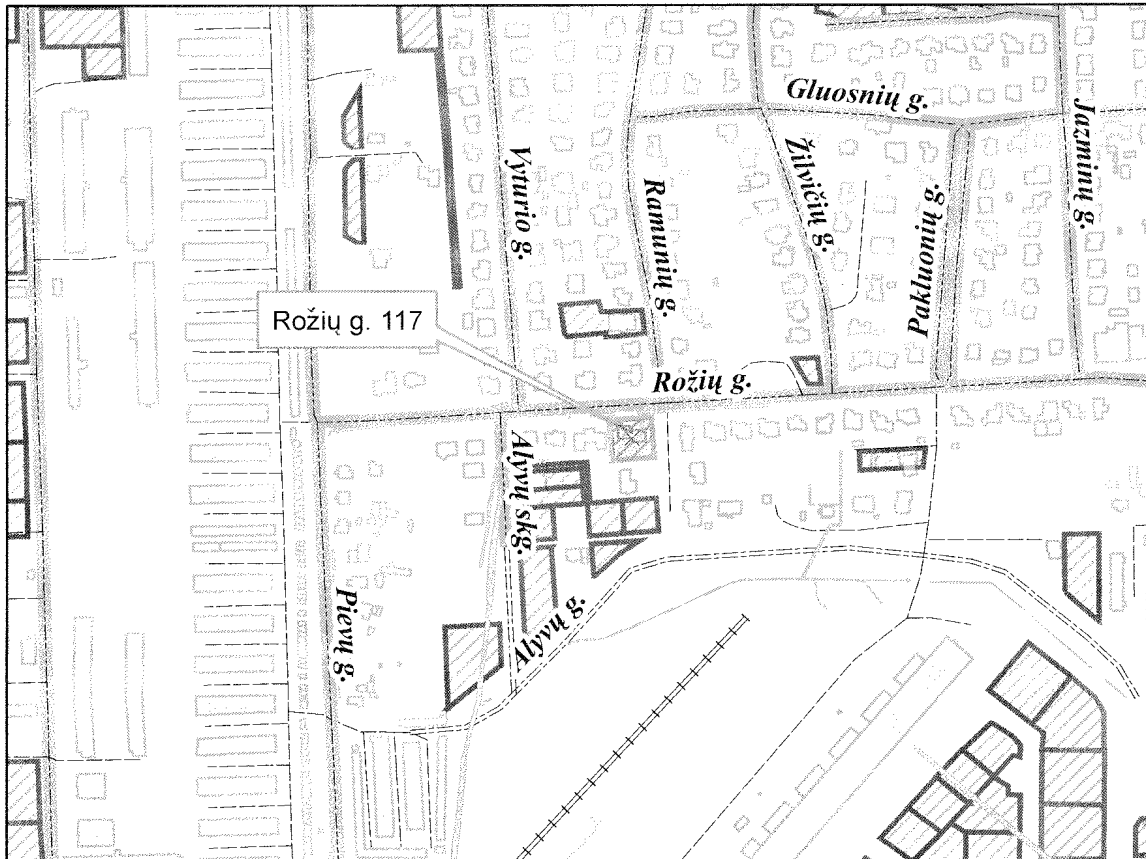 Gluosnių g.
Jazminų g.
Žilvičių g.
Vyturio g.
Ramunių g.
Pakluonių g.
Rožių g. 117
Rožių g.
Alyvų skg.
Pievų g.
Alyvų g.